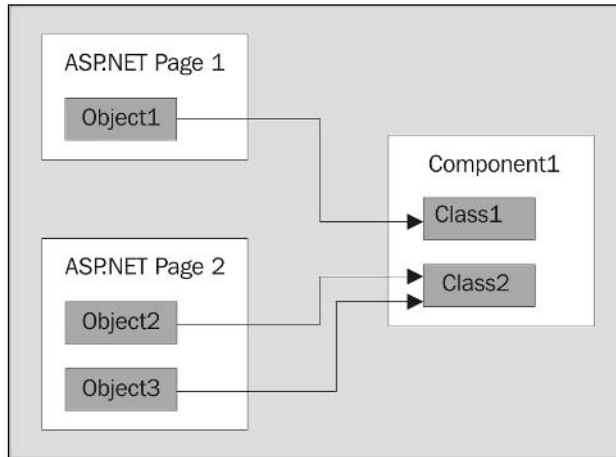 ASP.NET Page 1
Object1
Component1
Class1
ASP.NET Page 2
Class2
Object2
Object3